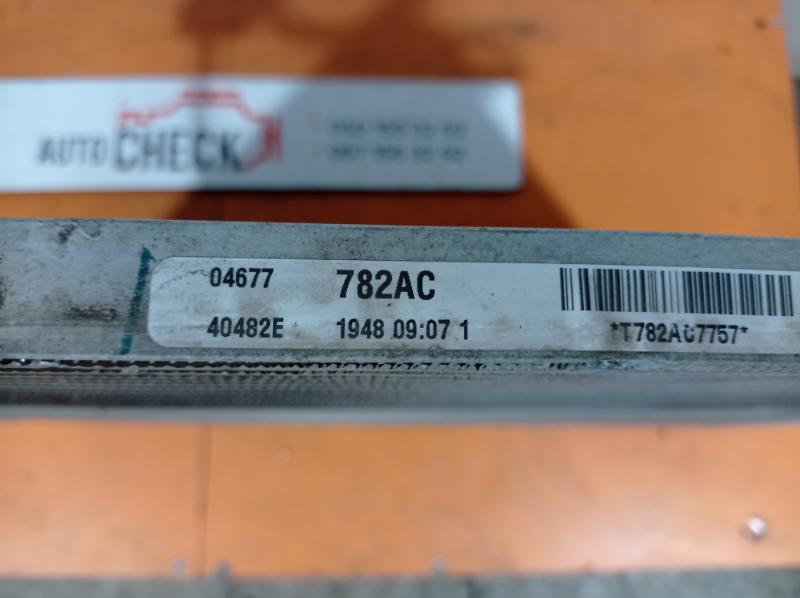 AUTO CHECK
04677 782AC
40482E 1948 09:07 1
*T782AC7757*